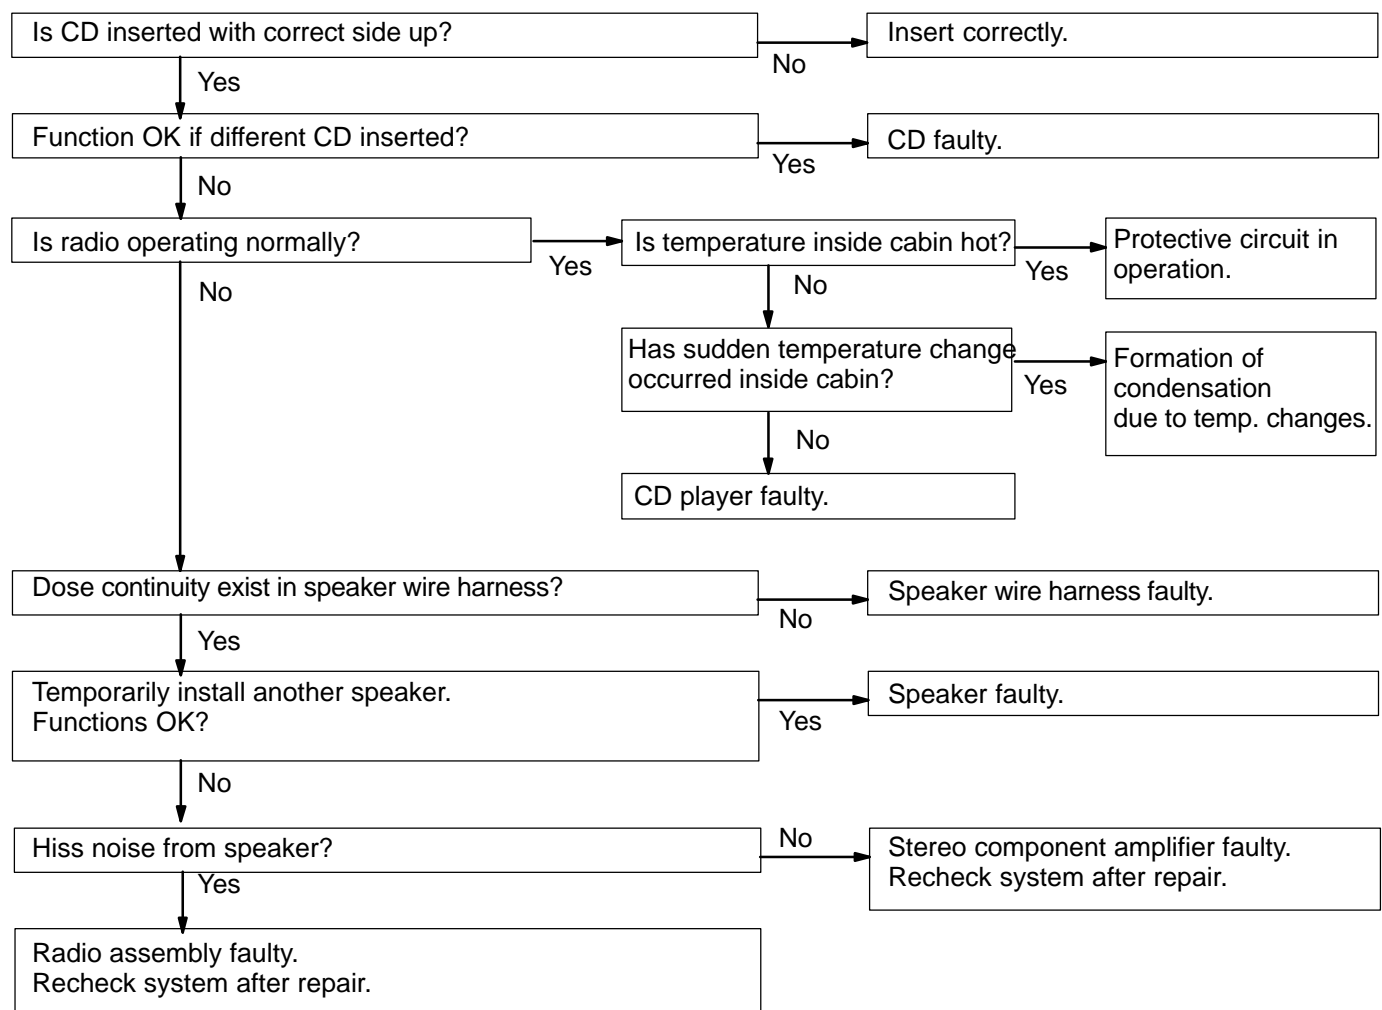 Is CD inserted with correct side up?
No
Insert correctly.
Yes
Function OK if different CD inserted?
Yes
CD faulty.
No
Is radio operating normally?
Yes
Is temperature inside cabin hot?
Yes
Protective circuit in
operation.
No
No
Has sudden temperature change
occurred inside cabin?
Yes
Formation of
condensation
due to temp. changes.
No
CD player faulty.
Dose continuity exist in speaker wire harness?
No
Speaker wire harness faulty.
Yes
Temporarily install another speaker.
Functions OK?
Yes
Speaker faulty.
No
Hiss noise from speaker?
No
Stereo component amplifier faulty.
Recheck system after repair.
Yes
Radio assembly faulty.
Recheck system after repair.